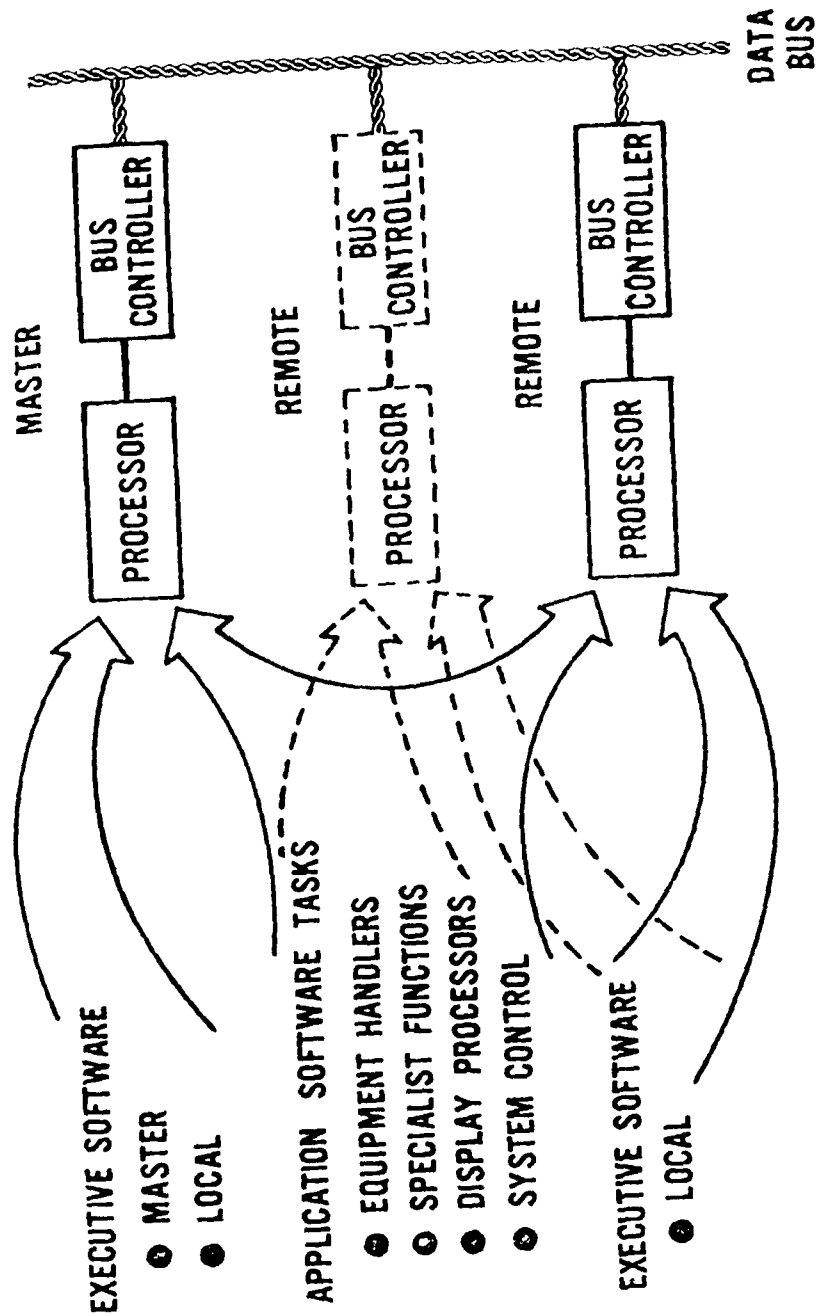 EXECUTIVE SOFTWARE
MASTER
LOCAL
APPLICATION SOFTWARE TASKS
EQUIPMENT HANDLERS
SPECIALIST FUNCTIONS
DISPLAY PROCESSORS
SYSTEM CONTROL
EXECUTIVE SOFTWARE
LOCAL
MASTER
PROCESSOR
BUS
CONTROLLER
REMOTE
PROCESSOR
BUS
CONTROLLER
REMOTE
PROCESSOR
BUS
CONTROLLER
DATA
BUS